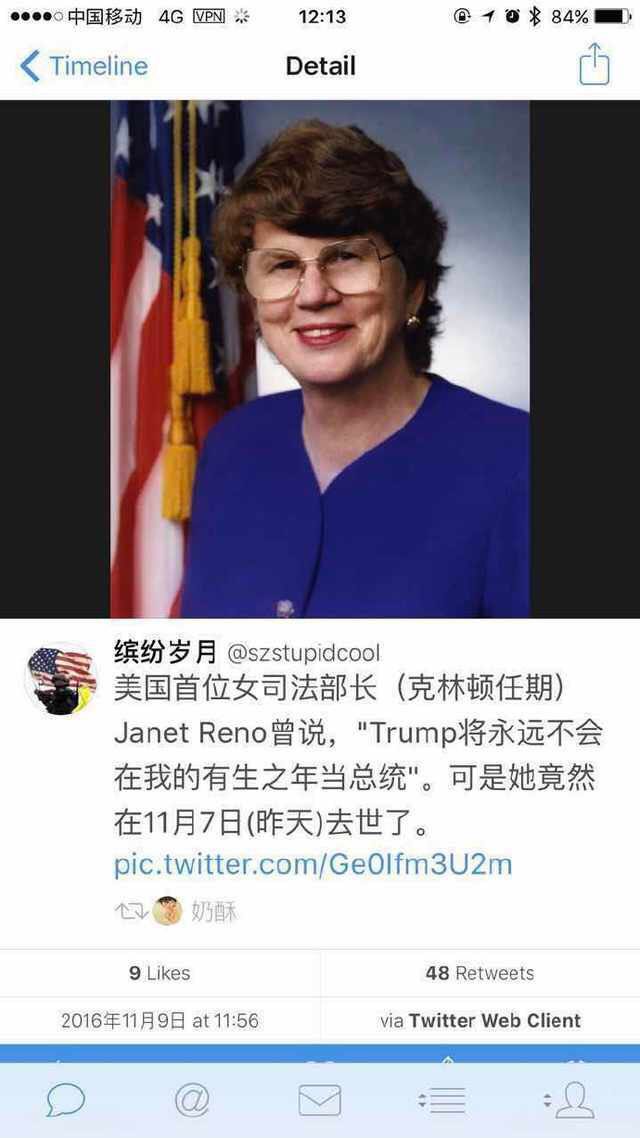 中国移动 4G VPN 12:13 84%
Timeline Detail
缤纷岁月 @szstupidcool
美国首位女司法部长（克林顿任期）
Janet Reno曾说，"Trump将永远不会
在我的有生之年当总统"。可是她竟然
在11月7日(昨天)去世了。
pic.twitter.com/Ge0lfm3U2m
奶酥
9 Likes 48 Retweets
2016年11月9日 at 11:56 via Twitter Web Client